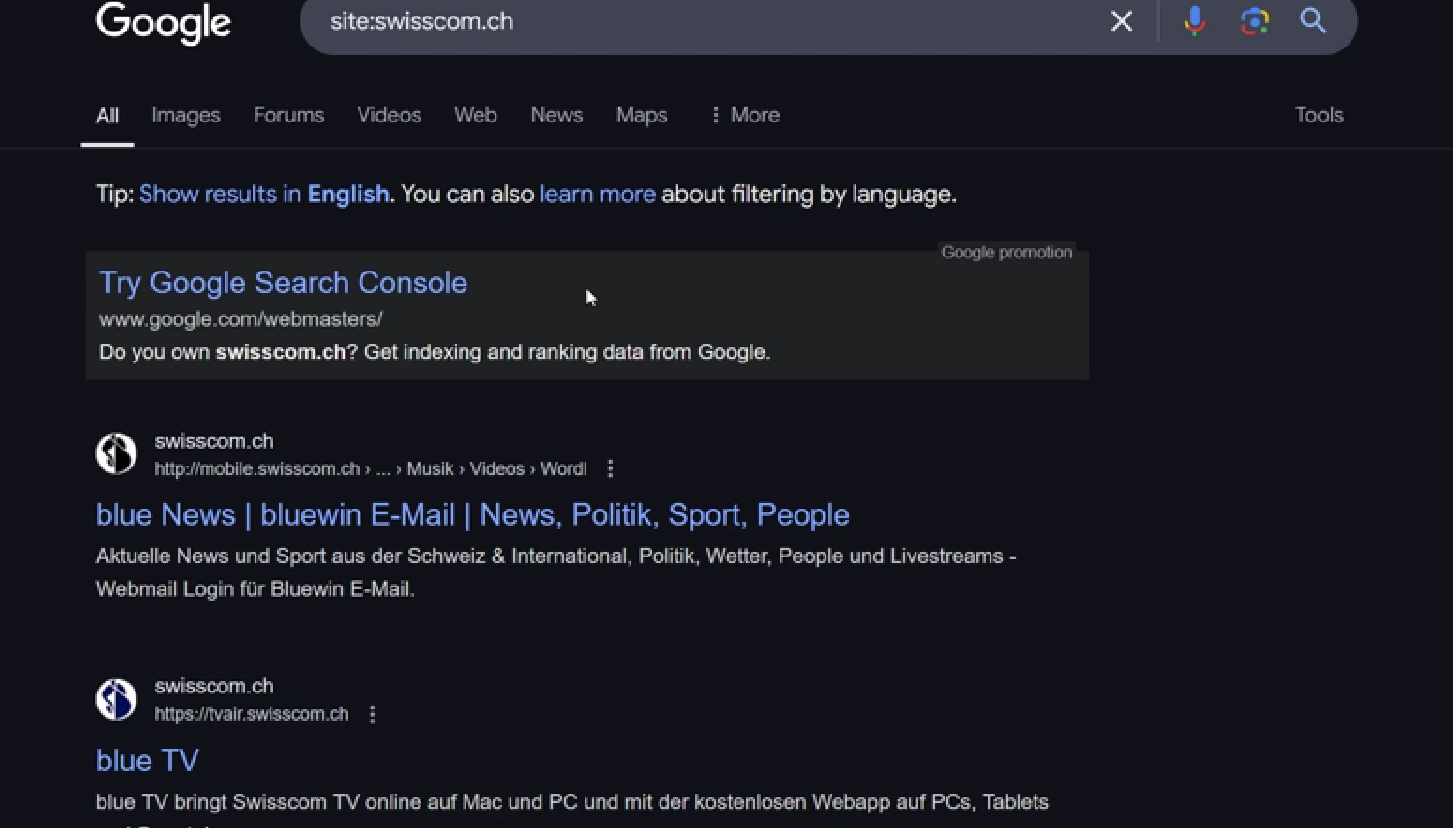 Google
site:swisscom.ch
All Images Forums Videos Web News Maps More Tools
Tip: Show results in English. You can also learn more about filtering by language.
Google promotion
Try Google Search Console
www.google.com/webmasters/
Do you own swisscom.ch? Get indexing and ranking data from Google.
swisscom.ch
http://mobile.swisscom.ch › ... › Musik › Videos › Wordl
blue News | bluewin E-Mail | News, Politik, Sport, People
Aktuelle News und Sport aus der Schweiz & International, Politik, Wetter, People und Livestreams -
Webmail Login für Bluewin E-Mail.
swisscom.ch
https://tvair.swisscom.ch
blue TV
blue TV bringt Swisscom TV online auf Mac und PC und mit der kostenlosen Webapp auf PCs, Tablets